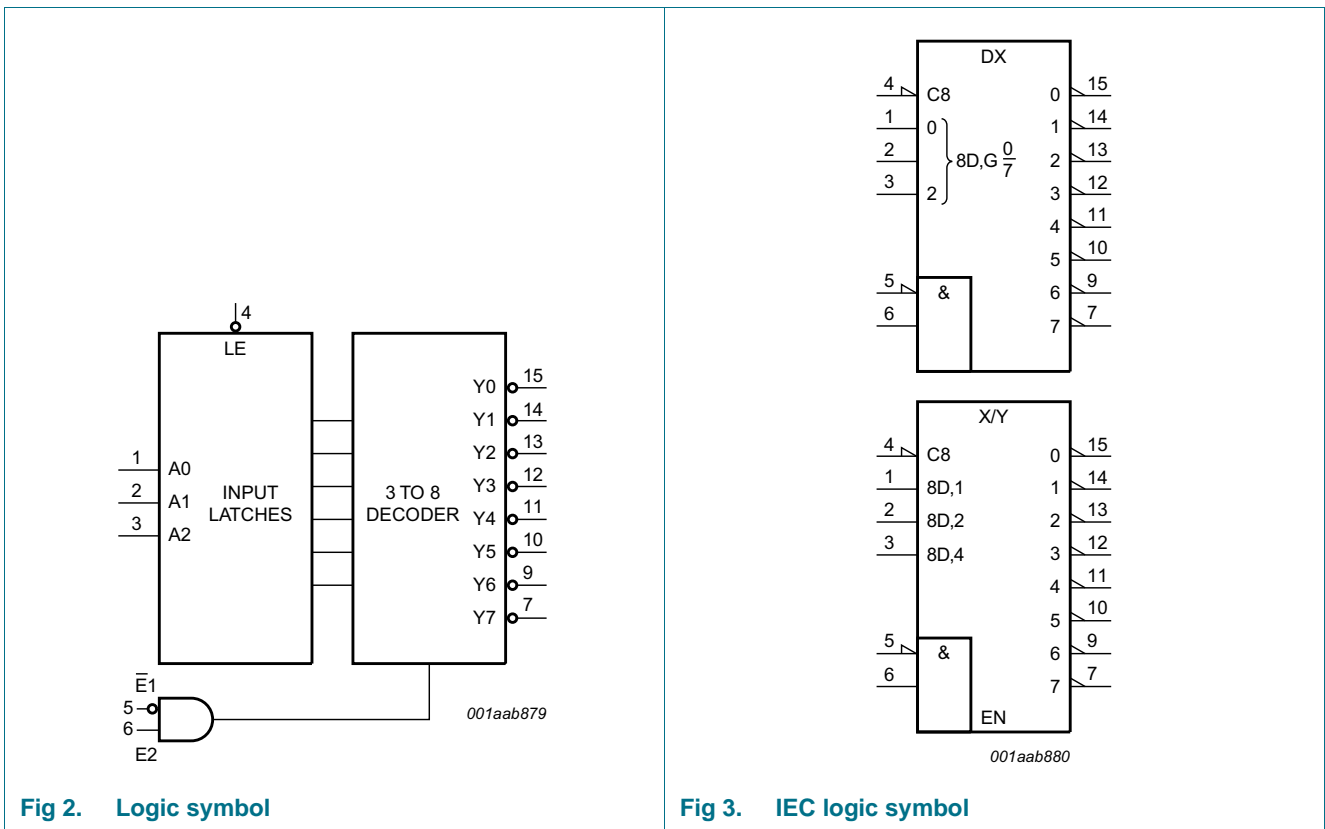 4
LE
1 A0
2 A1
3 A2
INPUT
LATCHES
3 TO 8
DECODER
Y0 15
Y1 14
Y2 13
Y3 12
Y4 11
Y5 10
Y6 9
Y7 7
E̅1
5
6
E2
001aab879
Fig 2. Logic symbol
DX
4 C8 0 15
1 0 1 14
2 8D,G 0/7 2 13
3 2 3 12
4 11
5 10
5 & 6 9
6 7 7
X/Y
4 C8 0 15
1 8D,1 1 14
2 8D,2 2 13
3 8D,4 3 12
4 11
5 10
5 & 6 9
6 7 7
EN
001aab880
Fig 3. IEC logic symbol